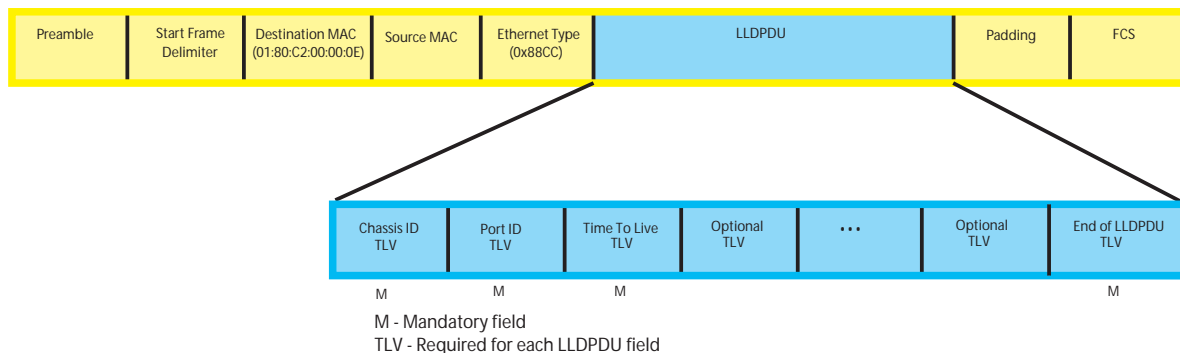 Preamble
Start Frame
Delimiter
Destination MAC
(01:80:C2:00:00:0E)
Source MAC
Ethernet Type
(0x88CC)
LLDPDU
Padding
FCS
Chassis ID
TLV
Port ID
TLV
Time To Live
TLV
Optional
TLV
...
Optional
TLV
End of LLDPDU
TLV
M
M
M
M
M - Mandatory field
TLV - Required for each LLDPDU field